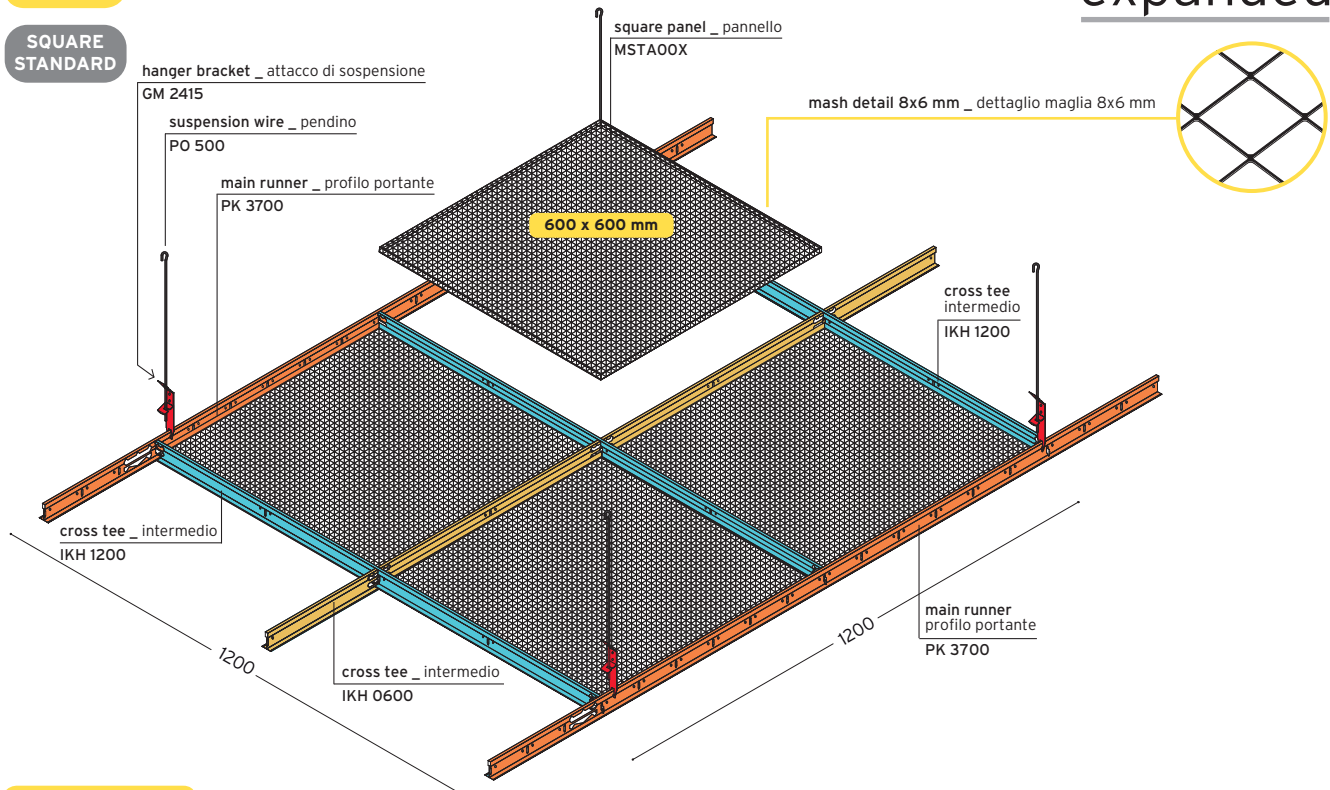 expanded
SQUARE
STANDARD
square panel _ pannello
MSTA00X
hanger bracket _ attacco di sospensione
GM 2415
mash detail 8x6 mm _ dettaglio maglia 8x6 mm
suspension wire _ pendino
PO 500
main runner _ profilo portante
PK 3700
600 x 600 mm
cross tee
intermedio
IKH 1200
cross tee _ intermedio
IKH 1200
main runner
profilo portante
PK 3700
1200
1200
cross tee _ intermedio
IKH 0600